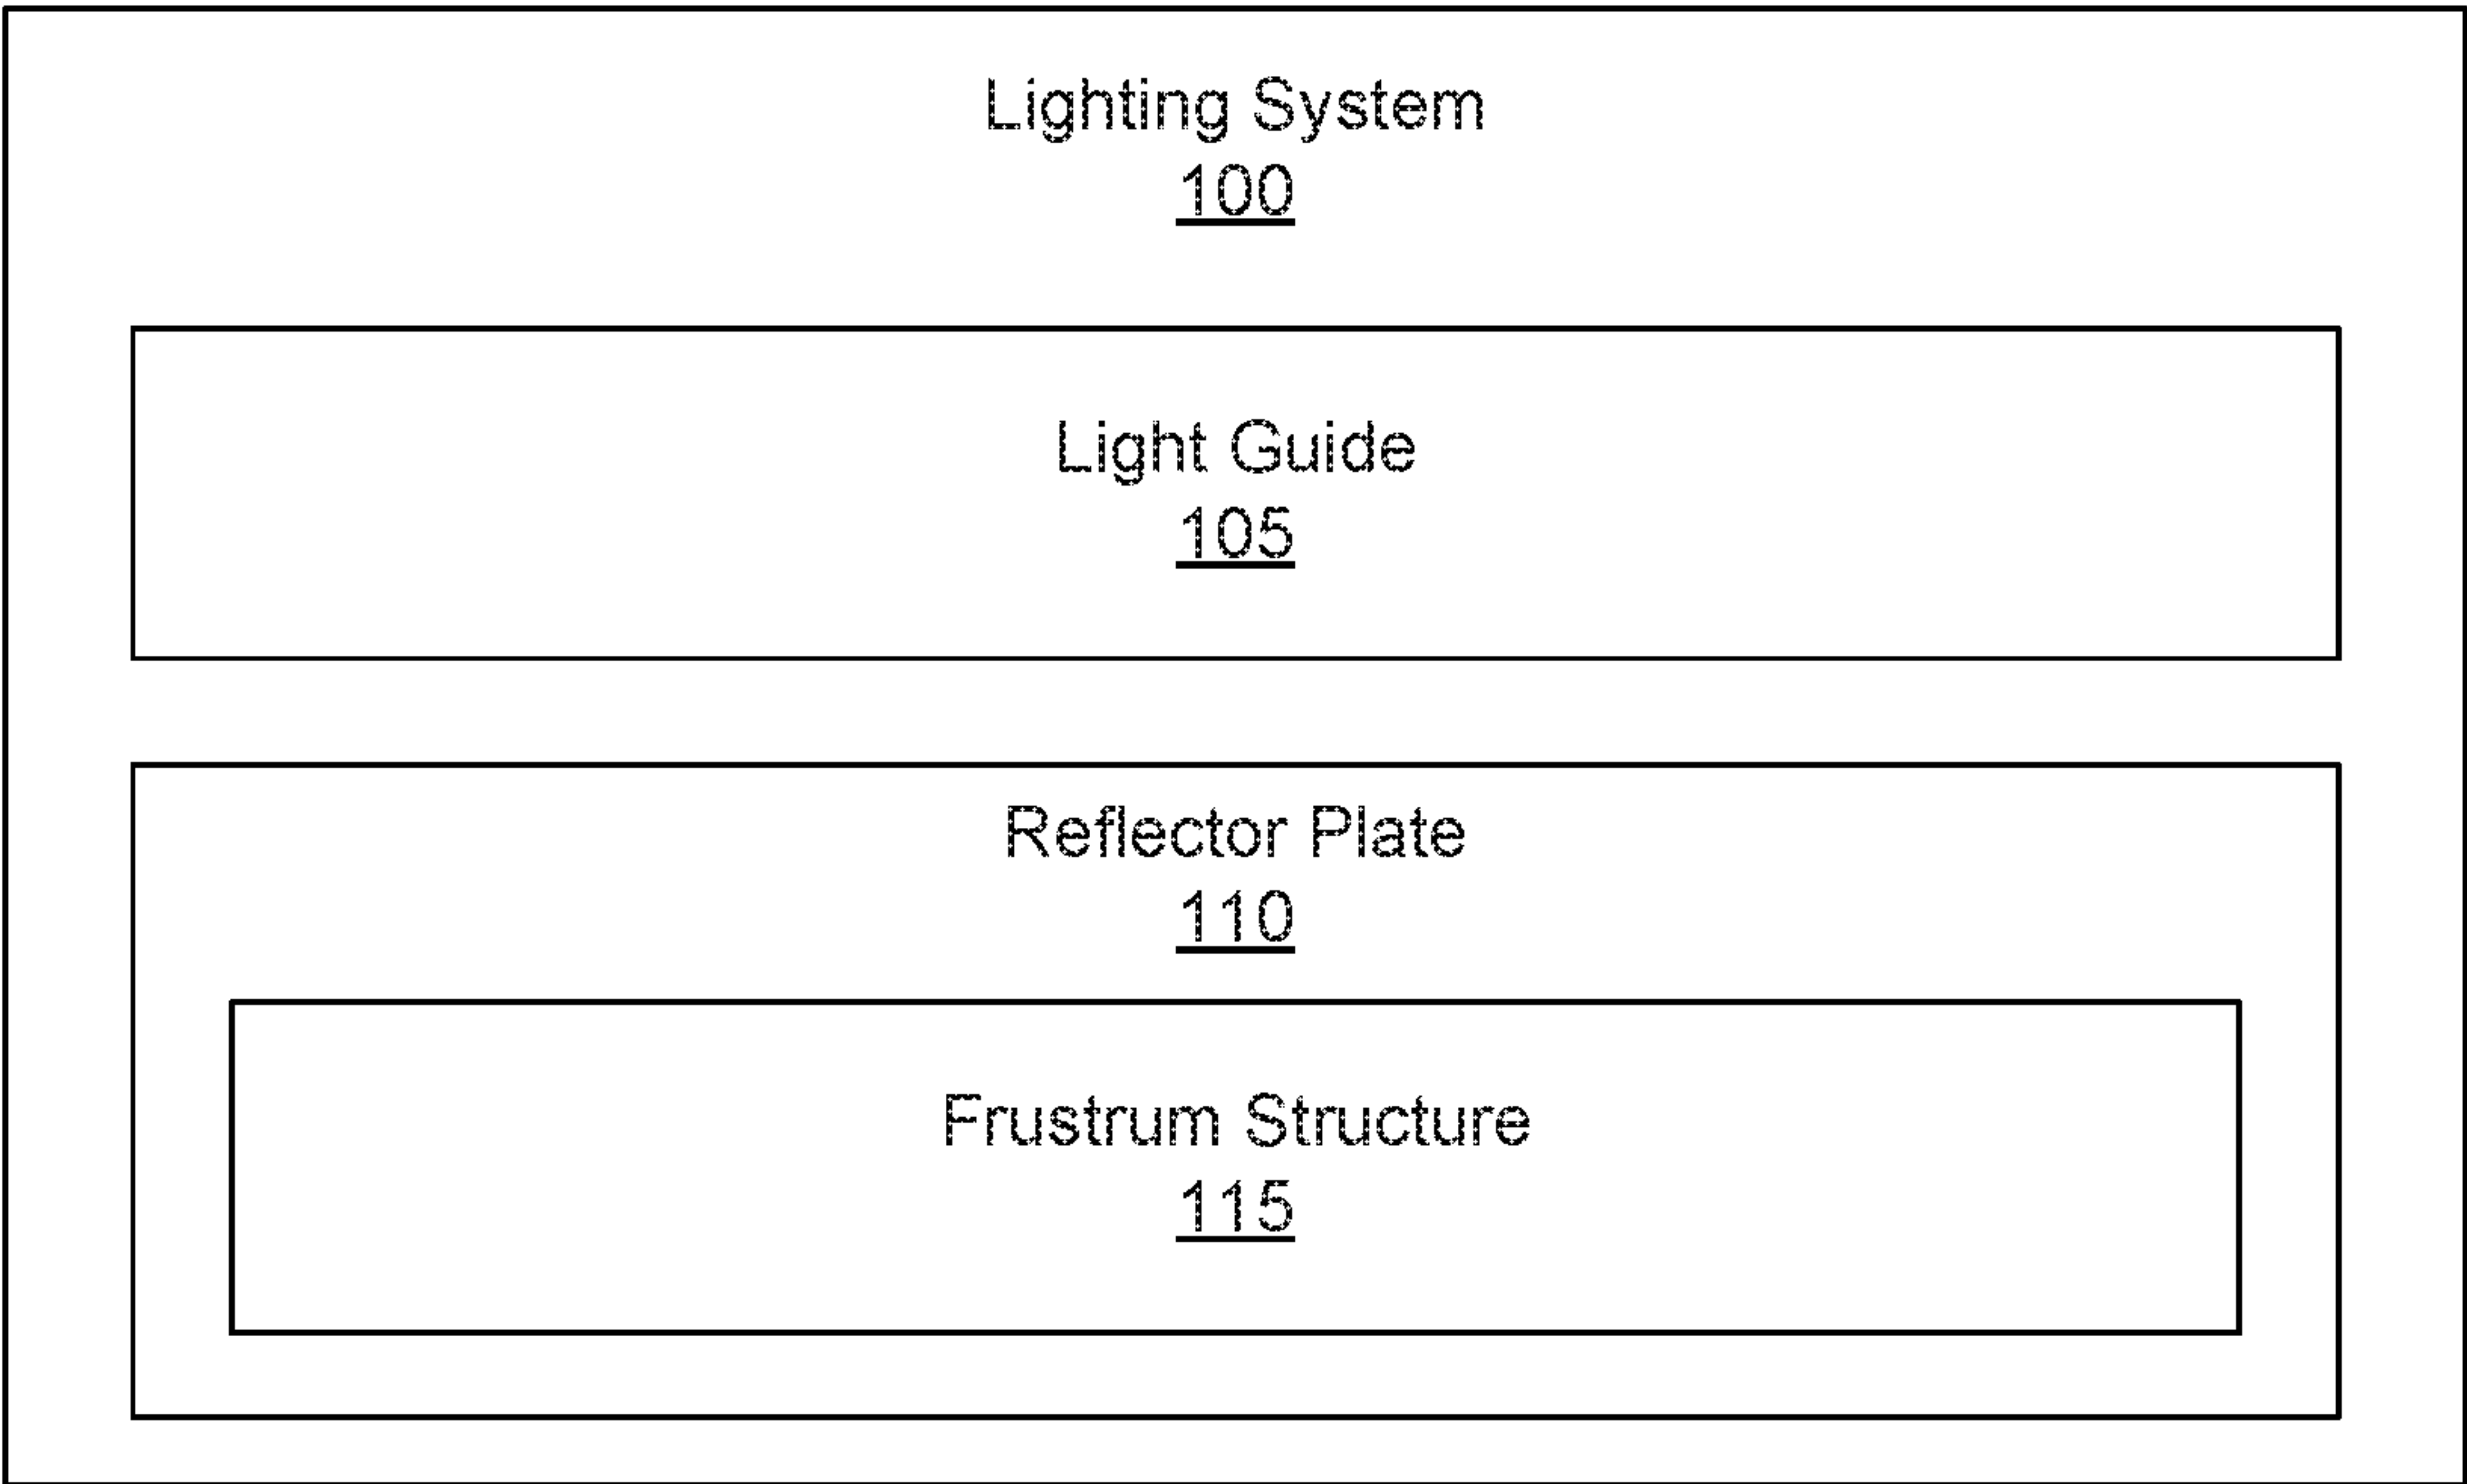 Lighting System
100
Light Guide
105
Reflector Plate
110
Frustrum Structure
115